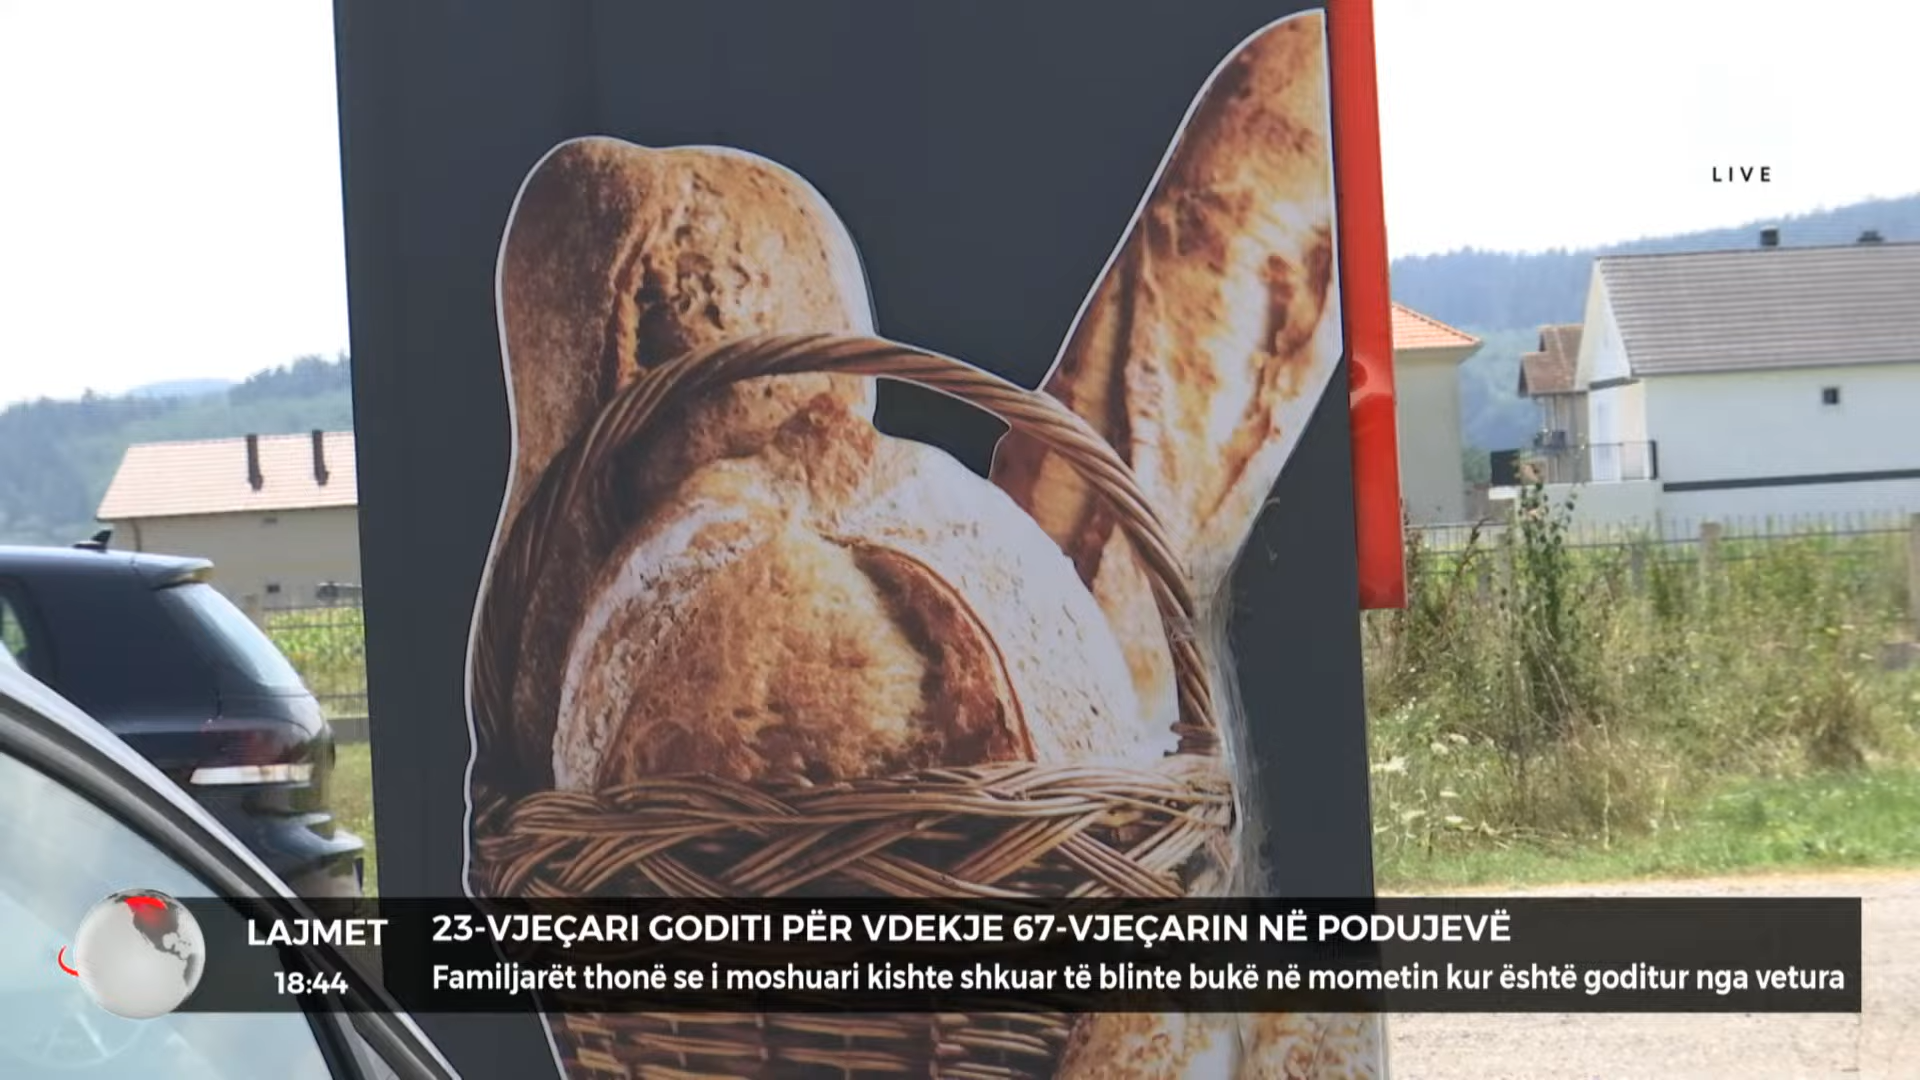 LIVE
LAJMET
18:44
23-VJEÇARI GODITI PËR VDEKJE 67-VJEÇARIN NË PODUJEVË
Familjarët thonë se i moshuari kishte shkuar të blinte bukë në mometin kur është goditur nga vetura